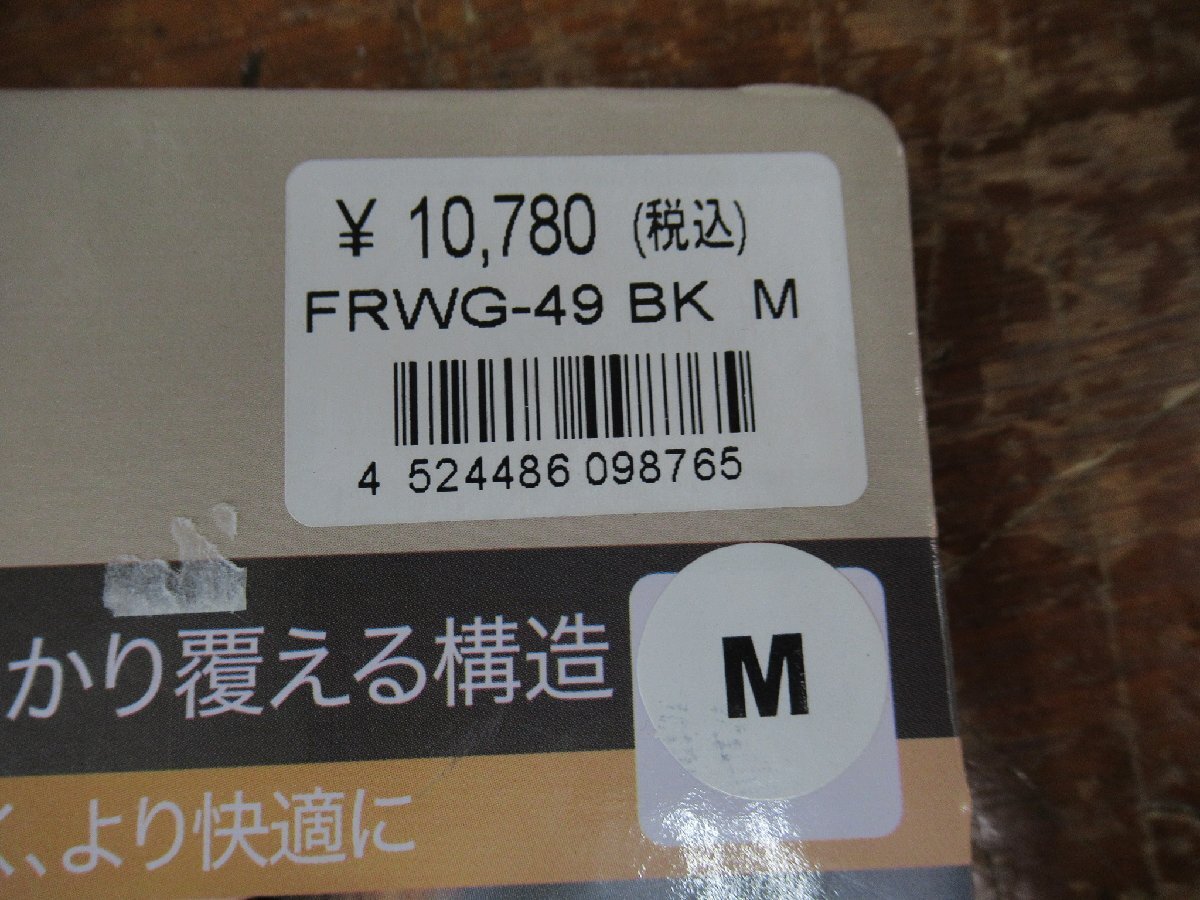 ¥ 10,780 (税込)
FRWG-49 BK M
4 524486 098765
かり覆える構造
M
く、より快適に